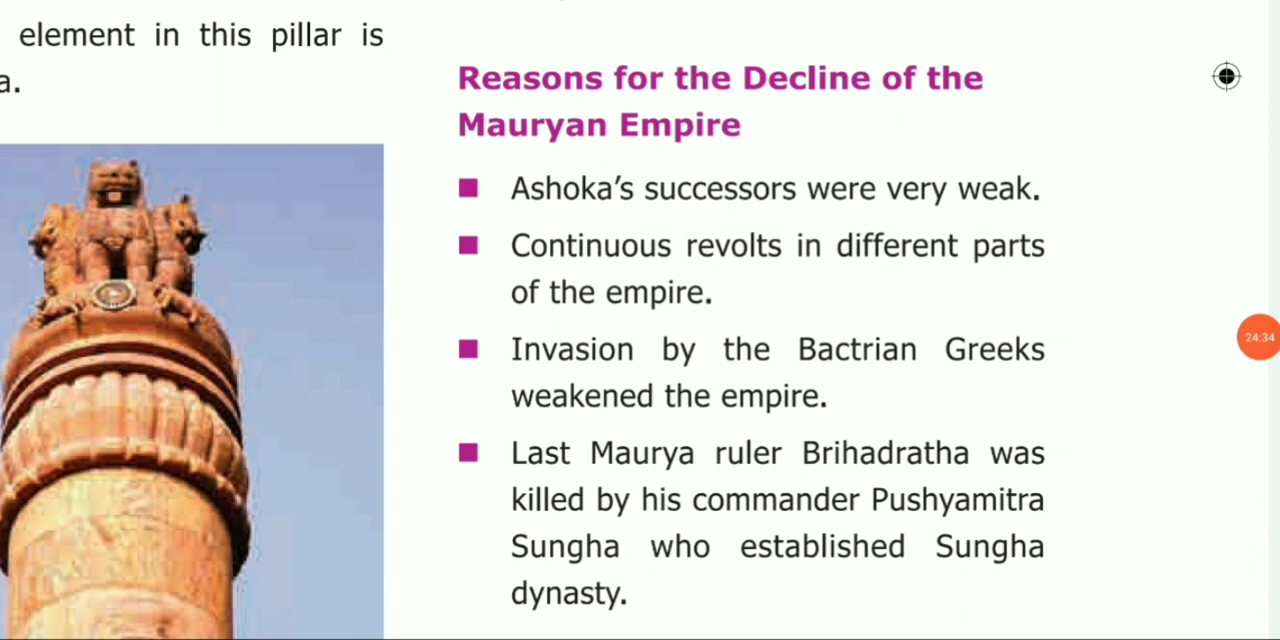 element in this pillar is
a.
Reasons for the Decline of the
Mauryan Empire
Ashoka’s successors were very weak.
Continuous revolts in different parts
of the empire.
Invasion by the Bactrian Greeks
weakened the empire.
Last Maurya ruler Brihadratha was
killed by his commander Pushyamitra
Sungha who established Sungha
dynasty.
24:34